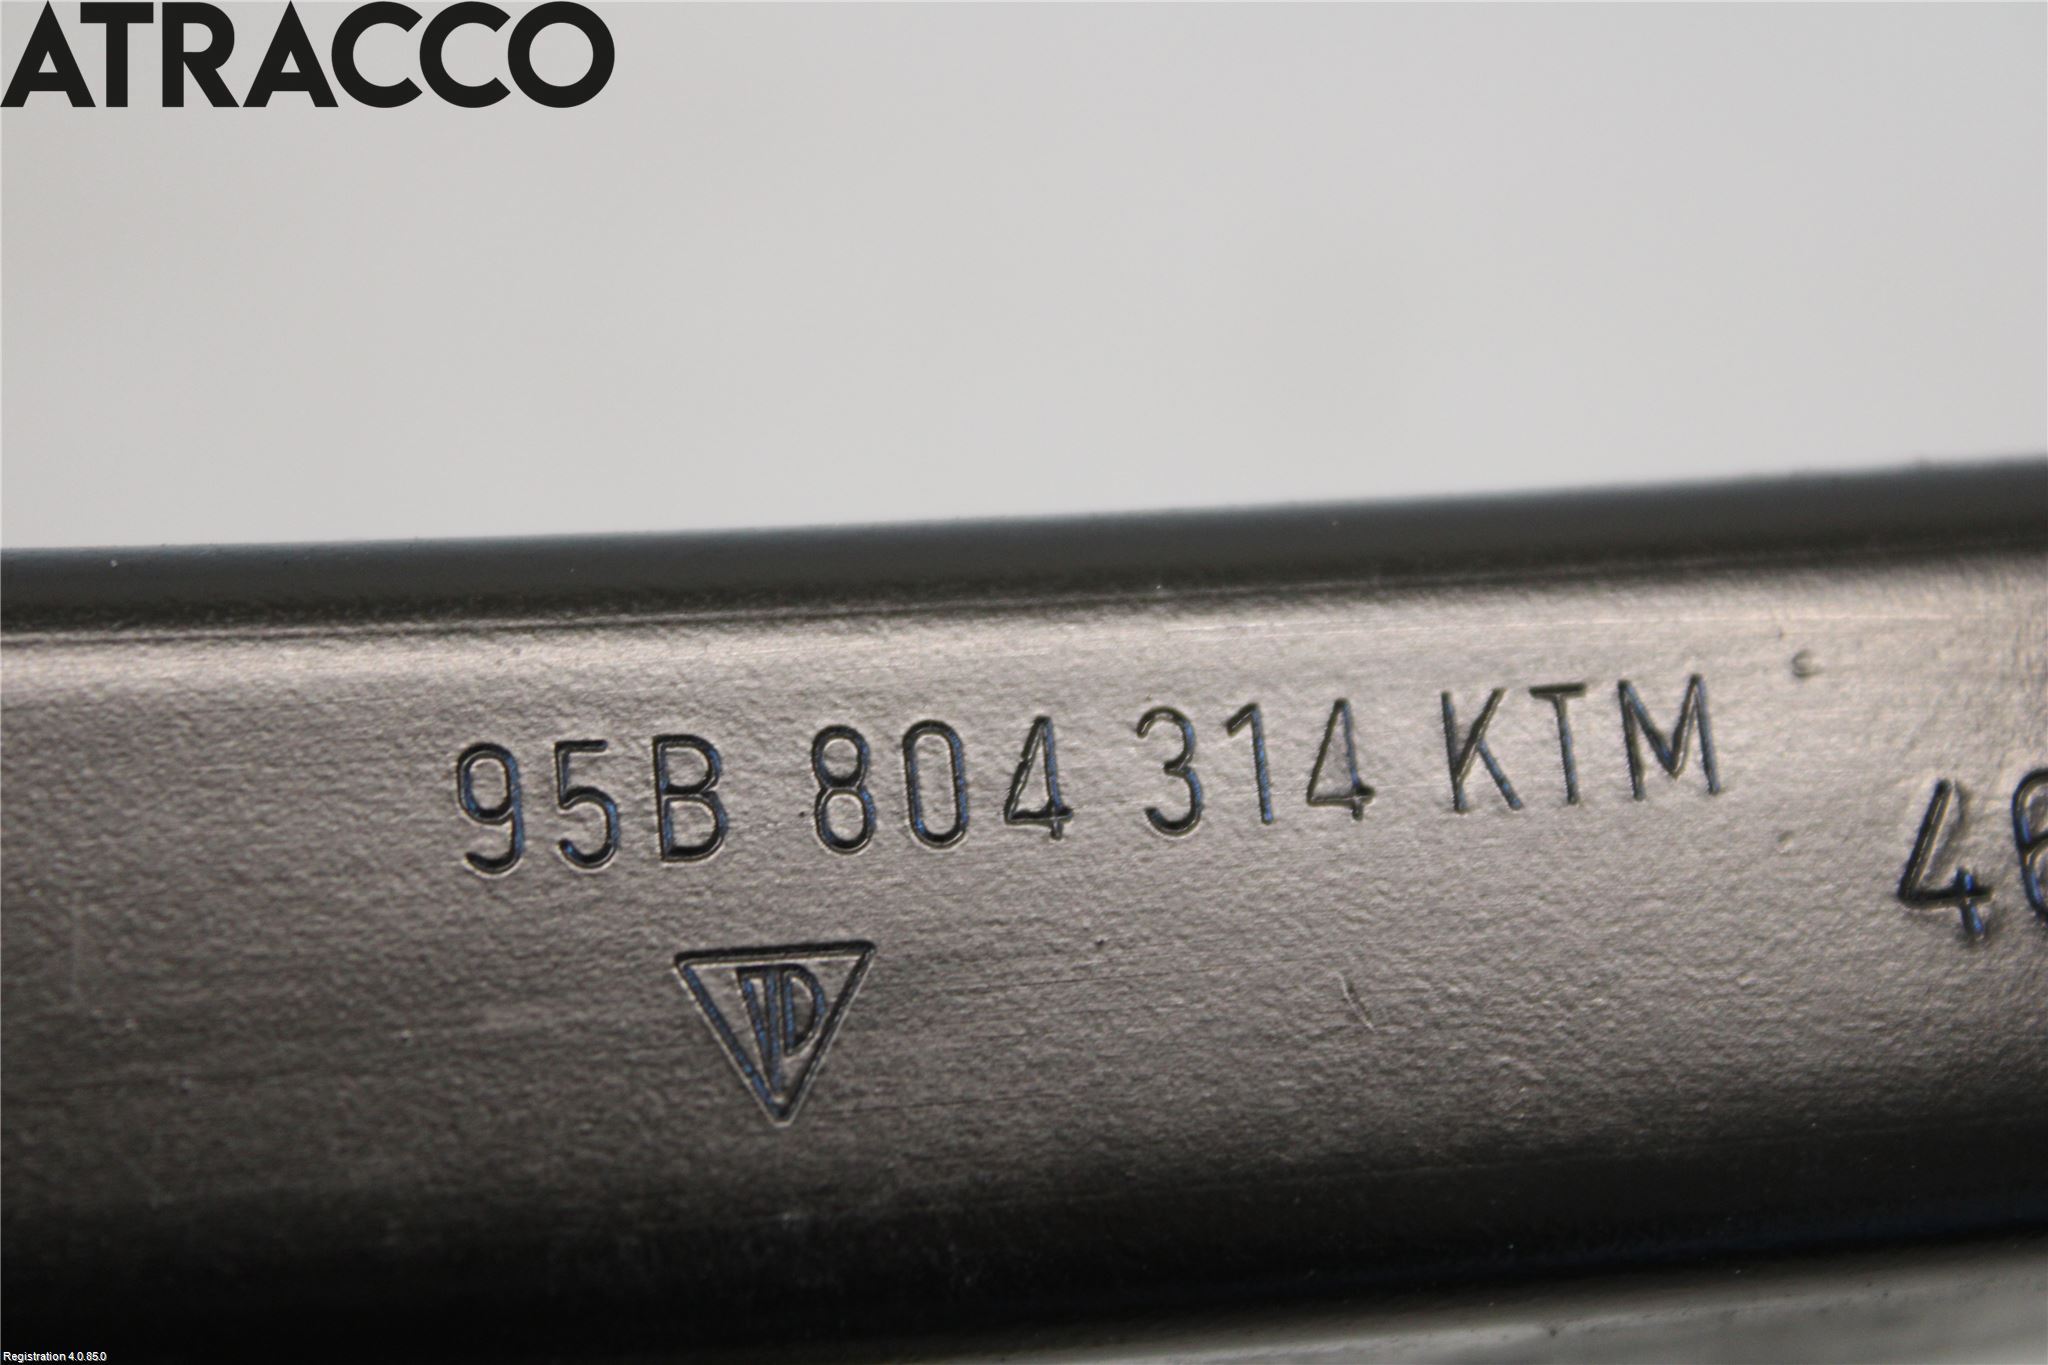 ATRACCO
95B 804 314 KTM
Registration 4.0.85.0